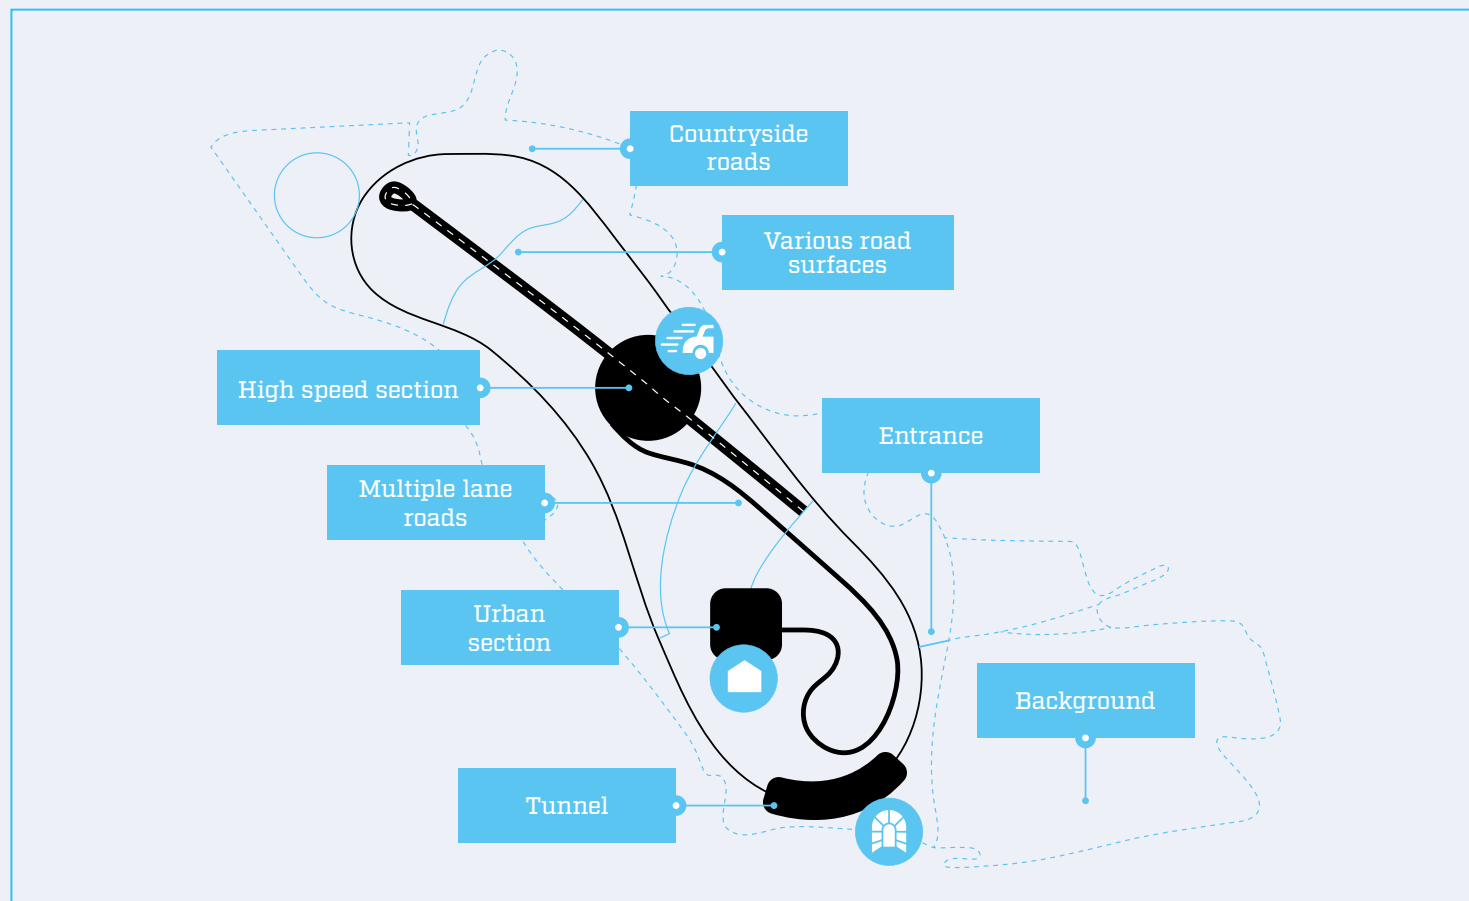 Countryside
roads
Various road
surfaces
High speed section
Entrance
Multiple lane
roads
Urban
section
Background
Tunnel